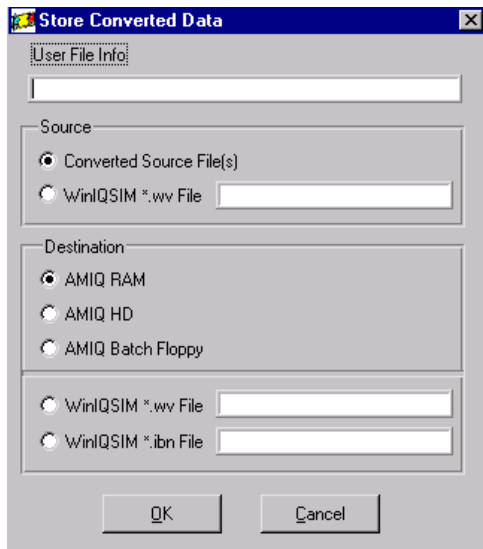 Store Converted Data
User File Info
Source
Converted Source File(s)
WinIQSIM *.wv File
Destination
AMIQ RAM
AMIQ HD
AMIQ Batch Floppy
WinIQSIM *.wv File
WinIQSIM *.ibn File
OK Cancel